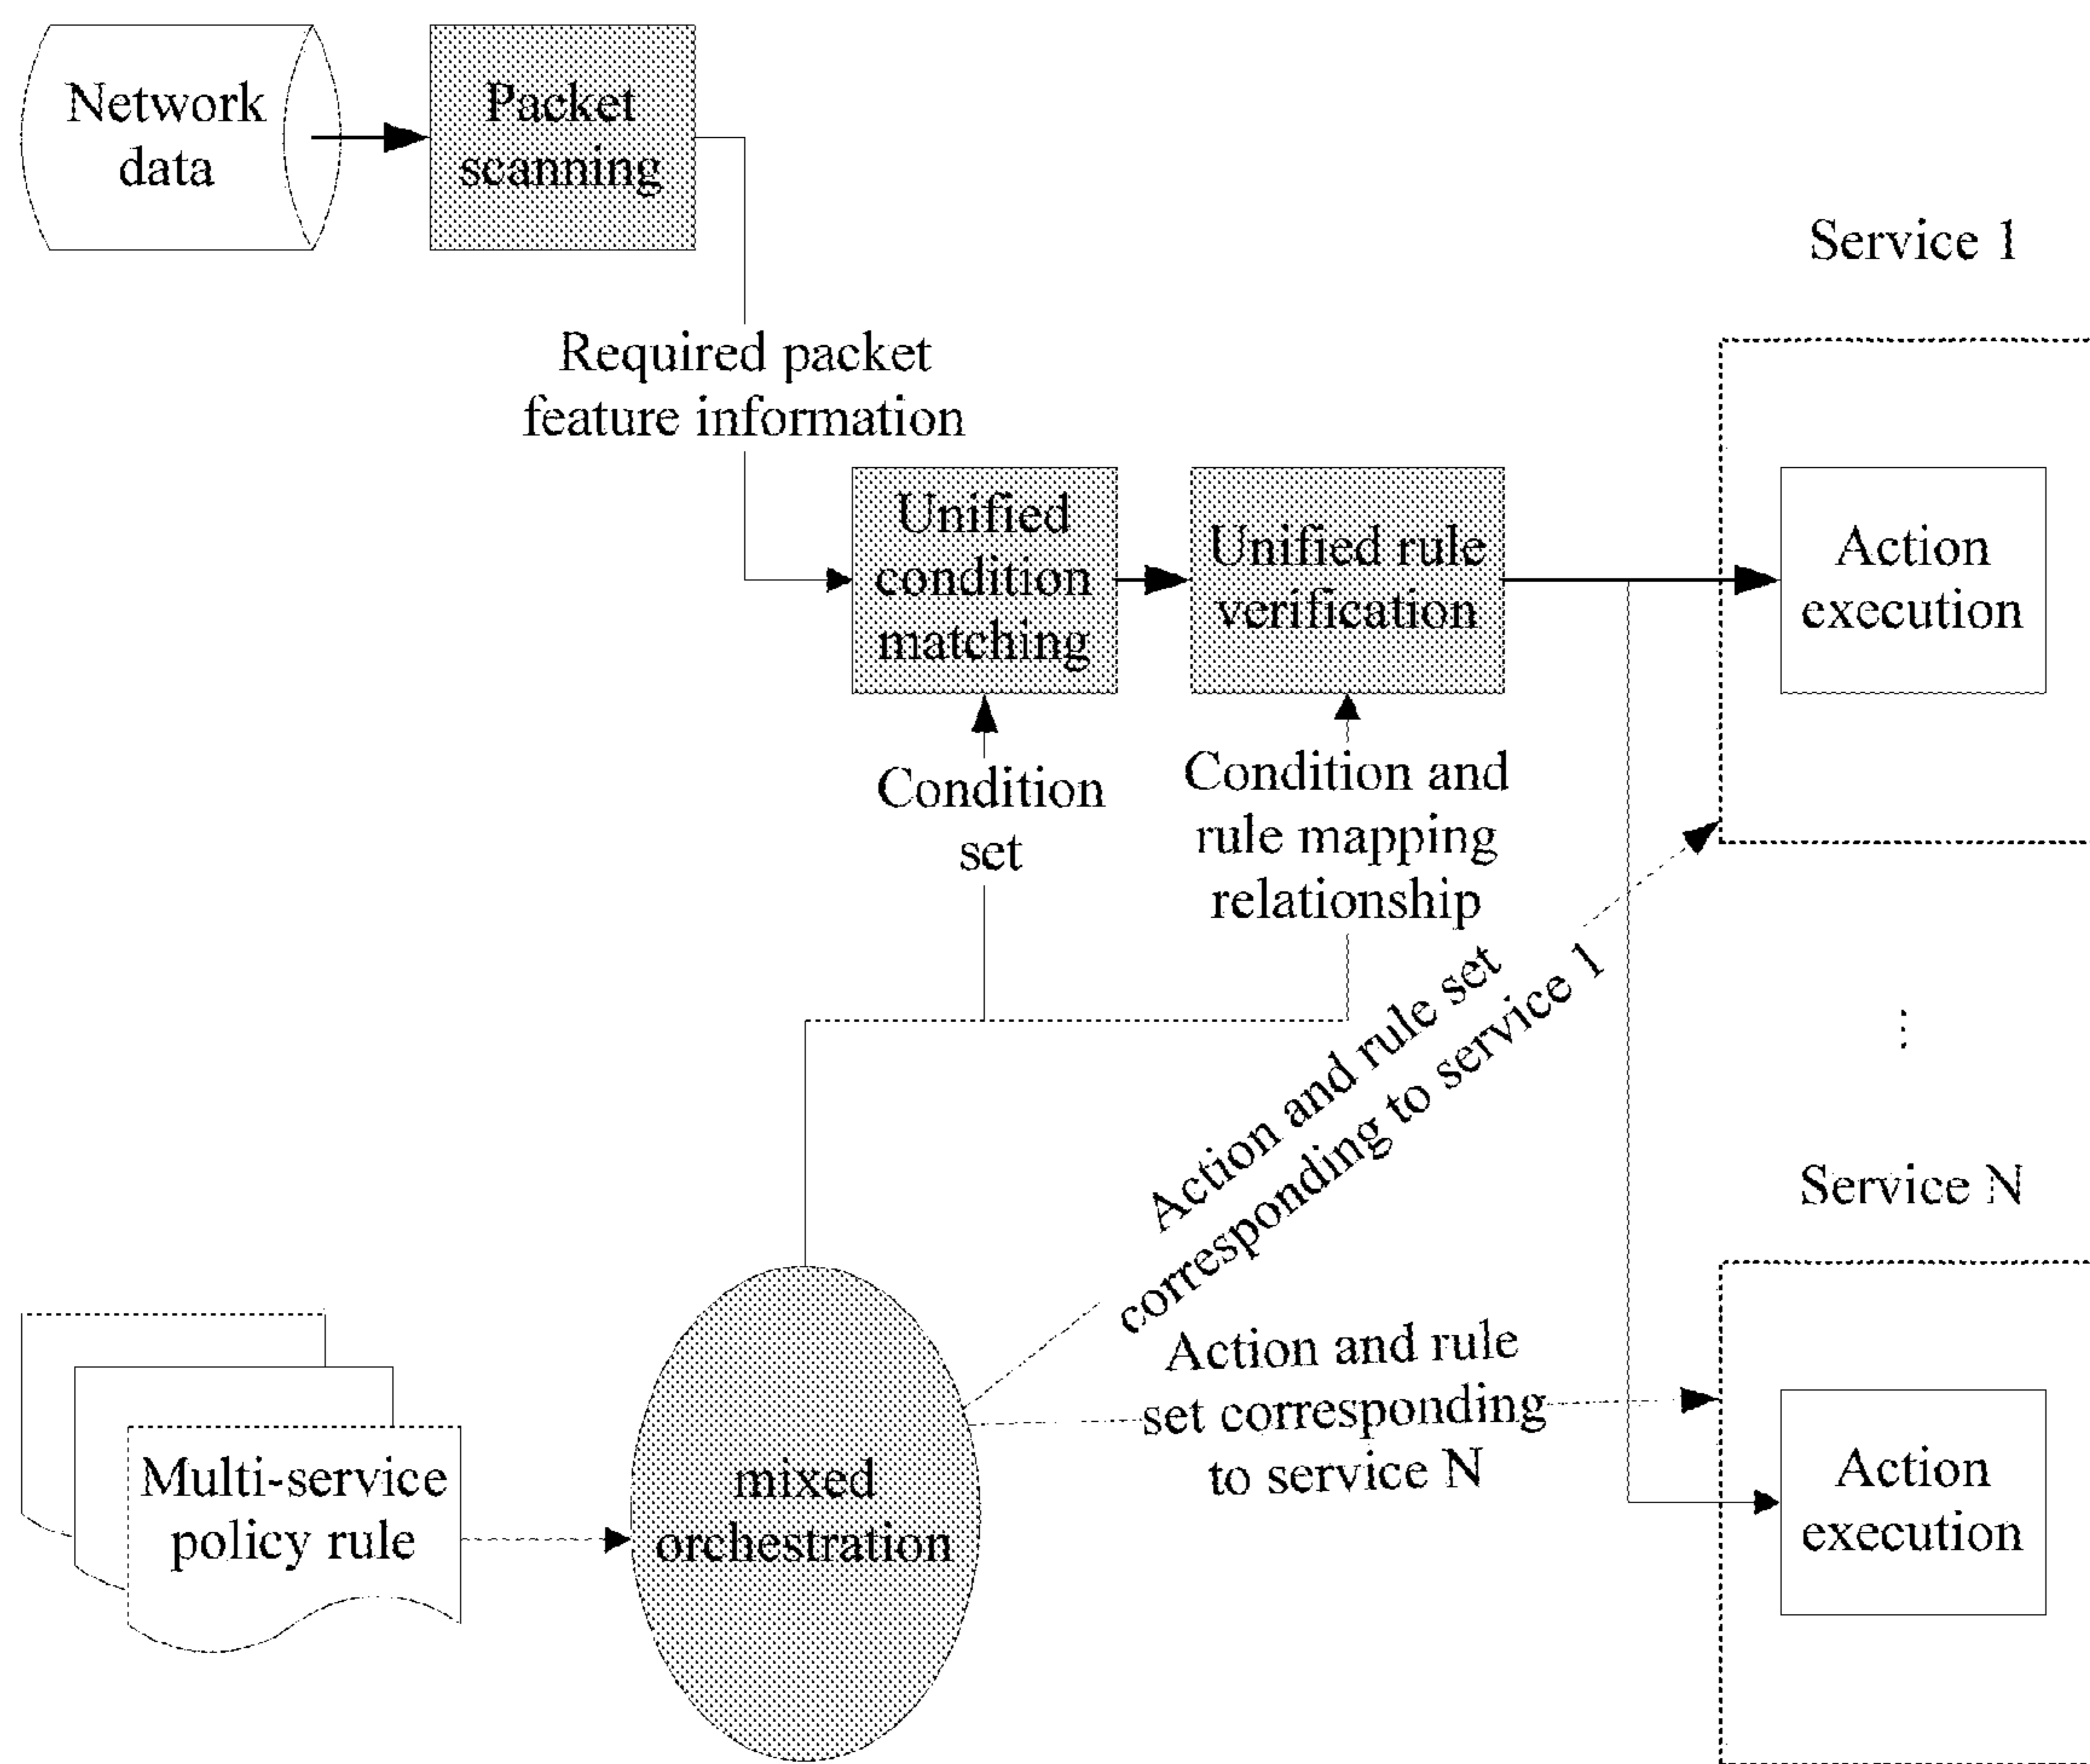 Network
data
Packet
scanning
Service 1
Required packet
feature information
Unified
condition
matching
Unified rule
verification
Action
execution
Condition
set
Condition and
rule mapping
relationship
Action and rule set
corresponding to service 1
⋮
Service N
Action and rule
set corresponding
to service N
Multi-service
policy rule
mixed
orchestration
Action
execution